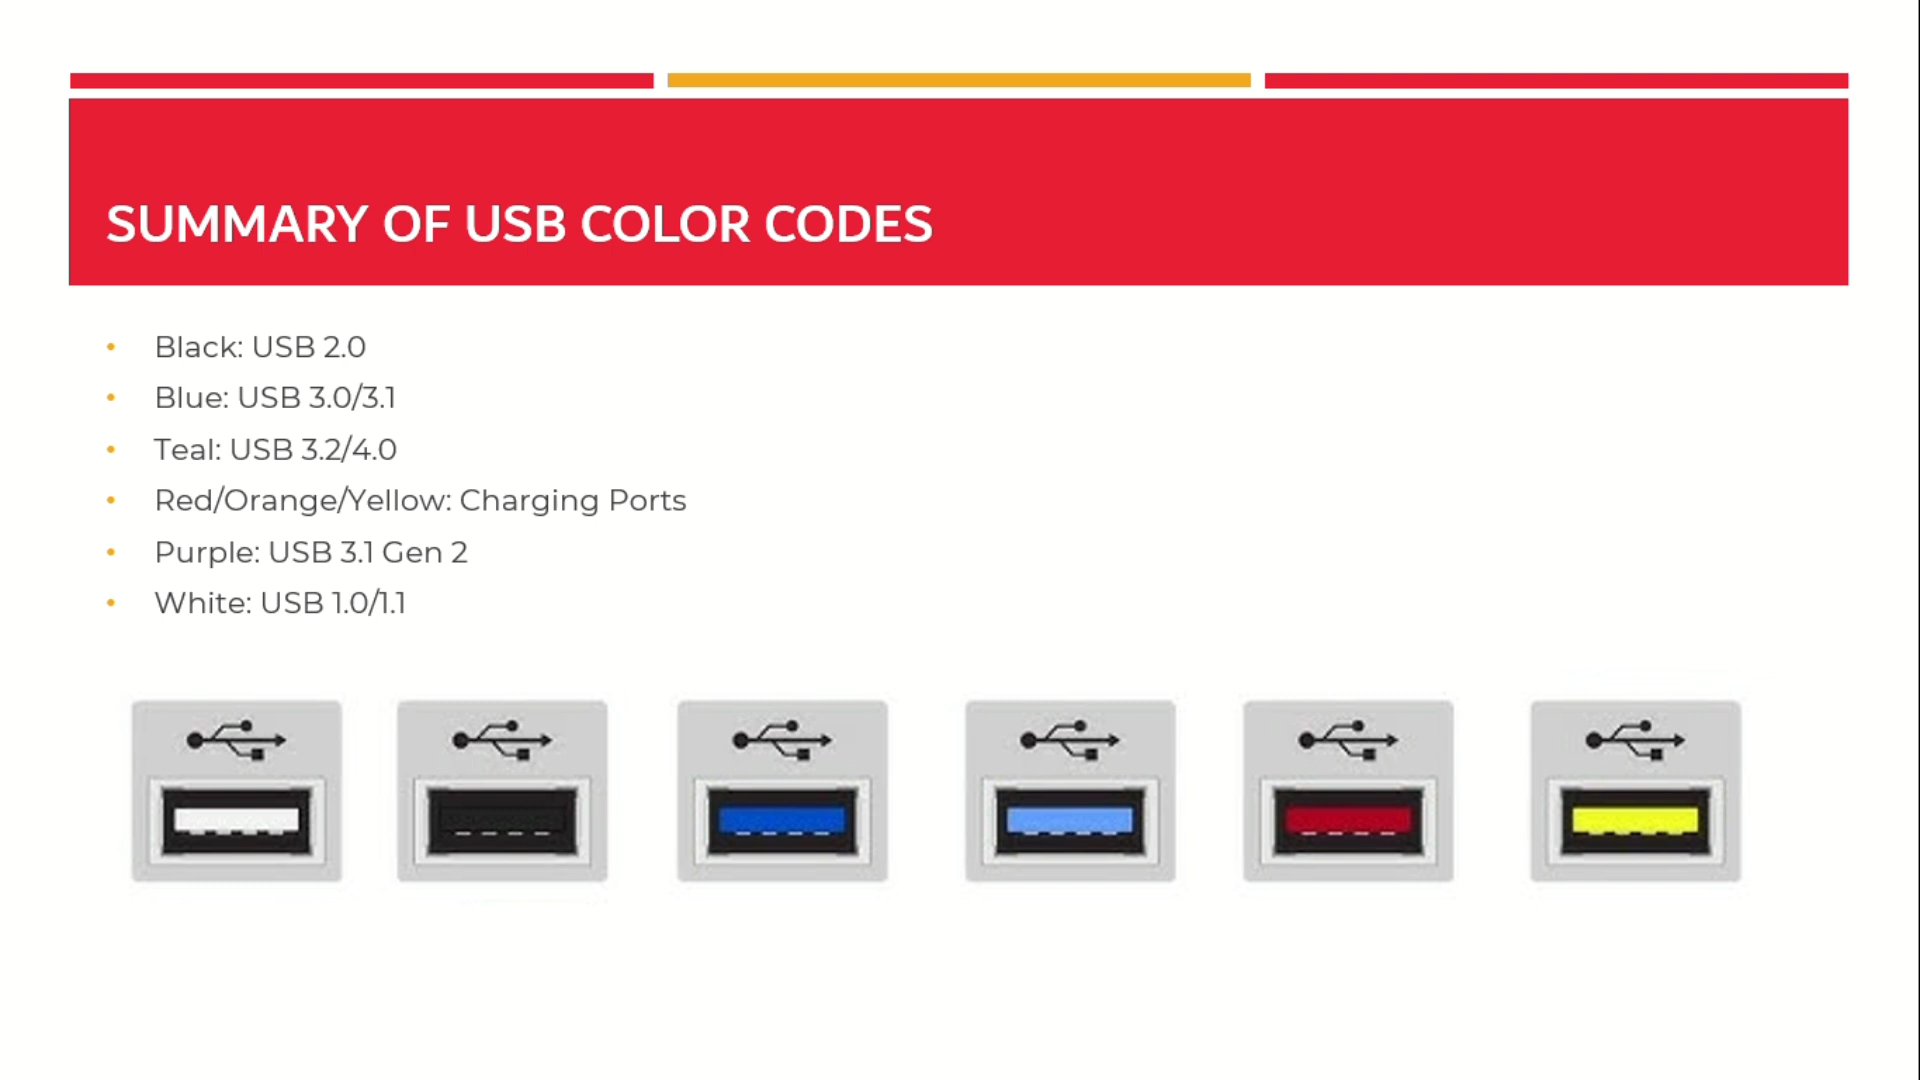 SUMMARY OF USB COLOR CODES
• Black: USB 2.0
• Blue: USB 3.0/3.1
• Teal: USB 3.2/4.0
• Red/Orange/Yellow: Charging Ports
• Purple: USB 3.1 Gen 2
• White: USB 1.0/1.1